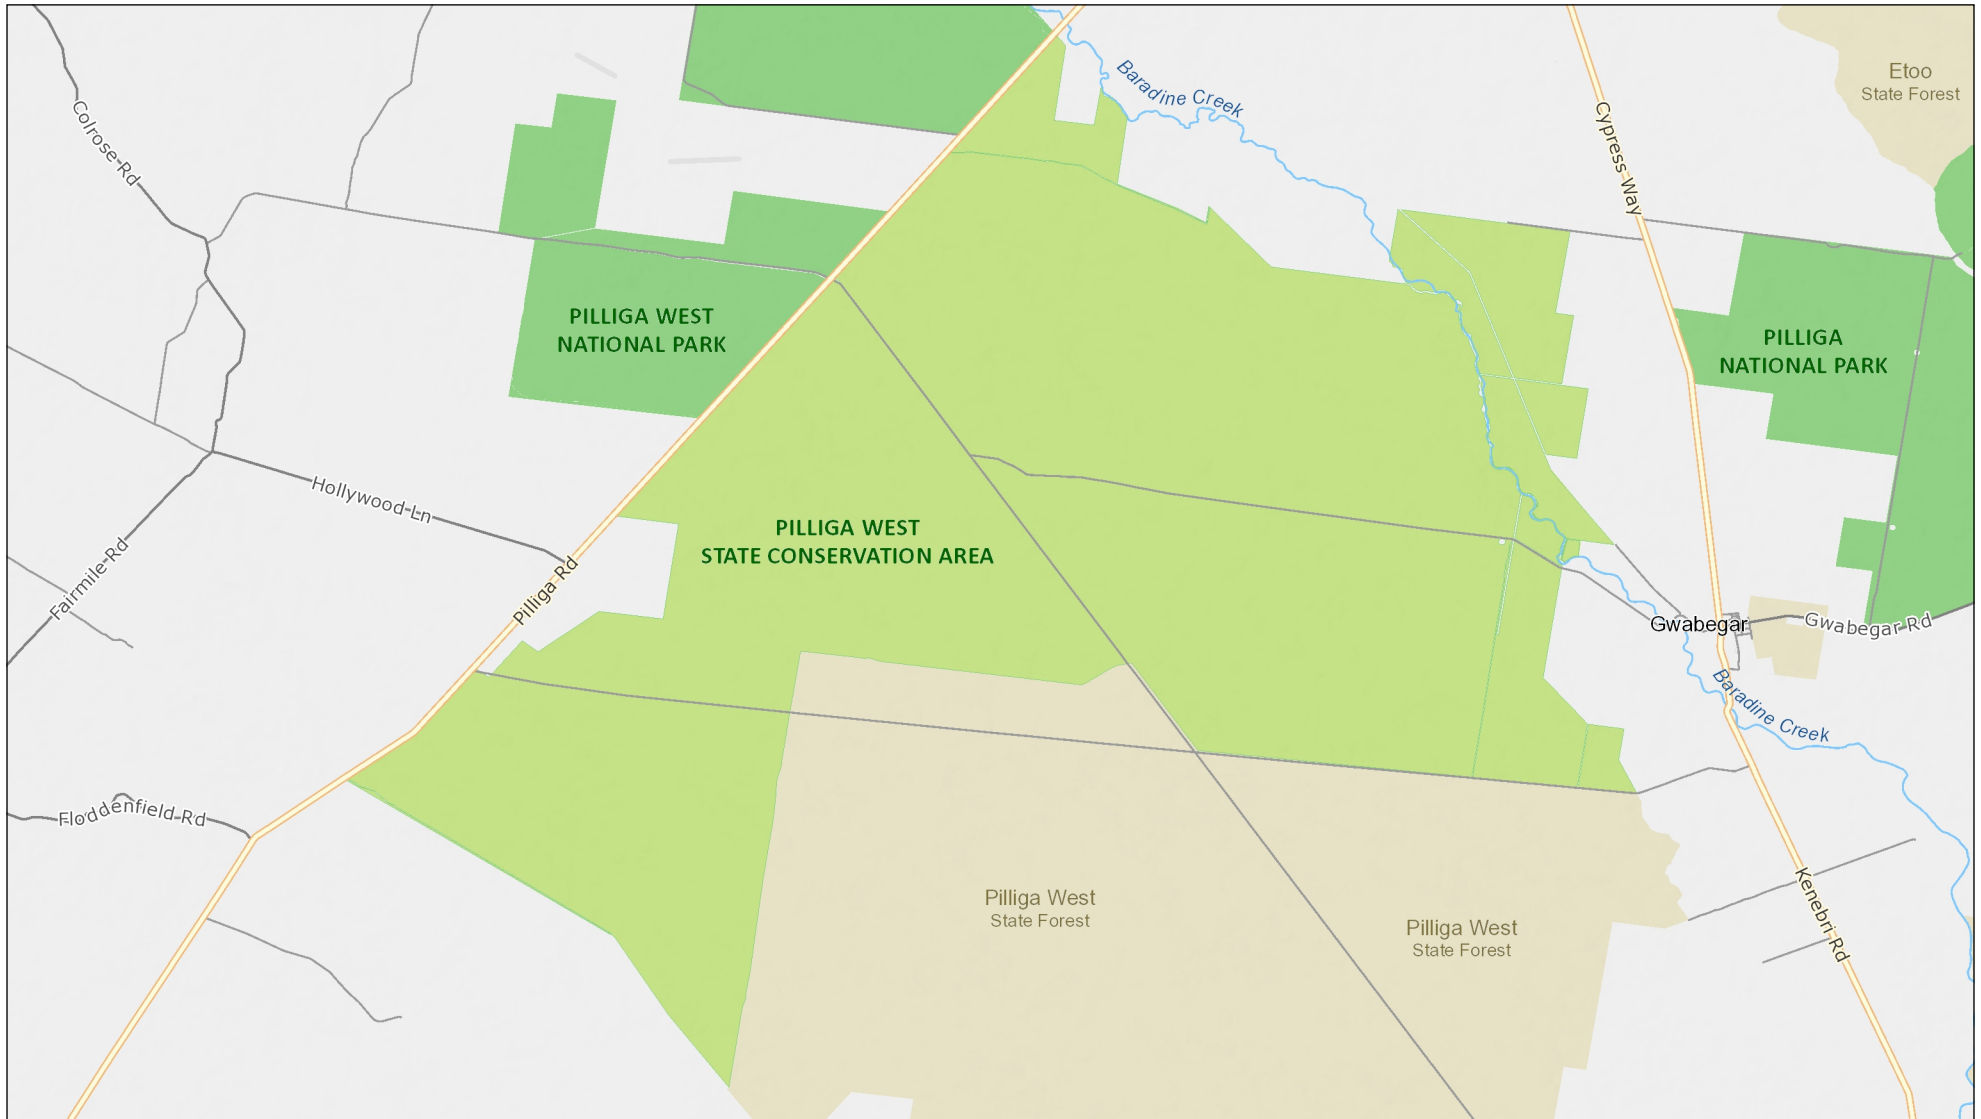 Etoo
State Forest
Baradine Creek
Colrose Rd
Cypress Way
PILLIGA WEST
NATIONAL PARK
PILLIGA
NATIONAL PARK
Hollywood Ln
PILLIGA WEST
STATE CONSERVATION AREA
Fairmile Rd
Pilliga Rd
Gwabegar
Gwabegar Rd
Baradine Creek
Floddenfield Rd
Pilliga West
State Forest
Pilliga West
State Forest
Kenebri Rd